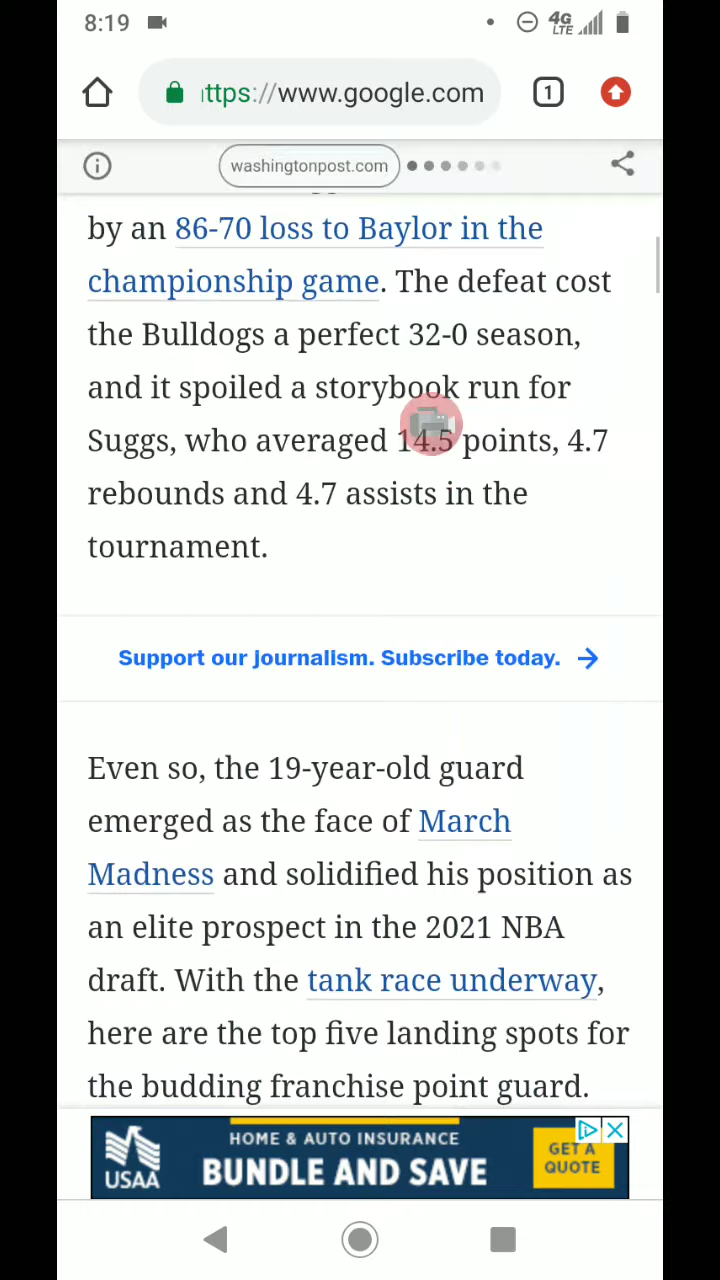 8:19
4G
LTE
ttps://www.google.com
1
washingtonpost.com
by an 86-70 loss to Baylor in the
championship game. The defeat cost
the Bulldogs a perfect 32-0 season,
and it spoiled a storybook run for
Suggs, who averaged 14.5 points, 4.7
rebounds and 4.7 assists in the
tournament.
Support our journalism. Subscribe today.
Even so, the 19-year-old guard
emerged as the face of March
Madness and solidified his position as
an elite prospect in the 2021 NBA
draft. With the tank race underway,
here are the top five landing spots for
the budding franchise point guard.
USAA
HOME & AUTO INSURANCE
BUNDLE AND SAVE
GET A
QUOTE